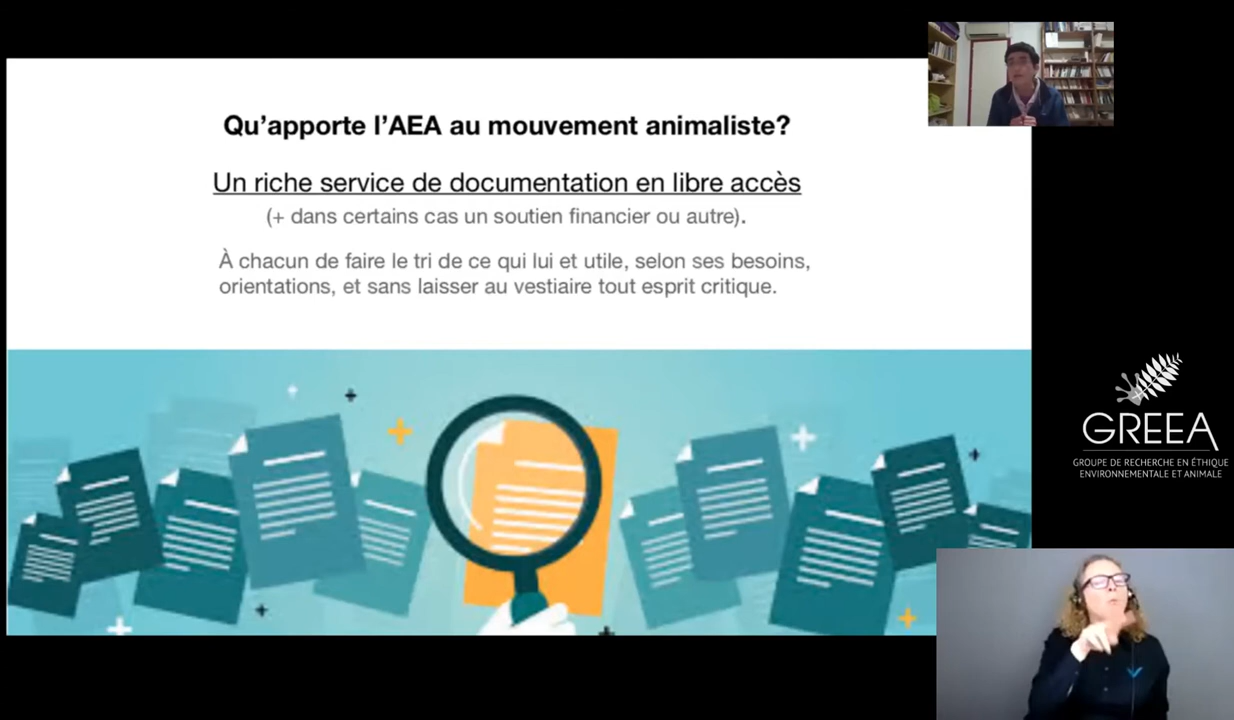 Qu’apporte l’AEA au mouvement animaliste?
Un riche service de documentation en libre accès
(+ dans certains cas un soutien financier ou autre).
À chacun de faire le tri de ce qui lui et utile, selon ses besoins,
orientations, et sans laisser au vestiaire tout esprit critique.
GREEA
GROUPE DE RECHERCHE EN ÉTHIQUE
ENVIRONNEMENTALE ET ANIMALE